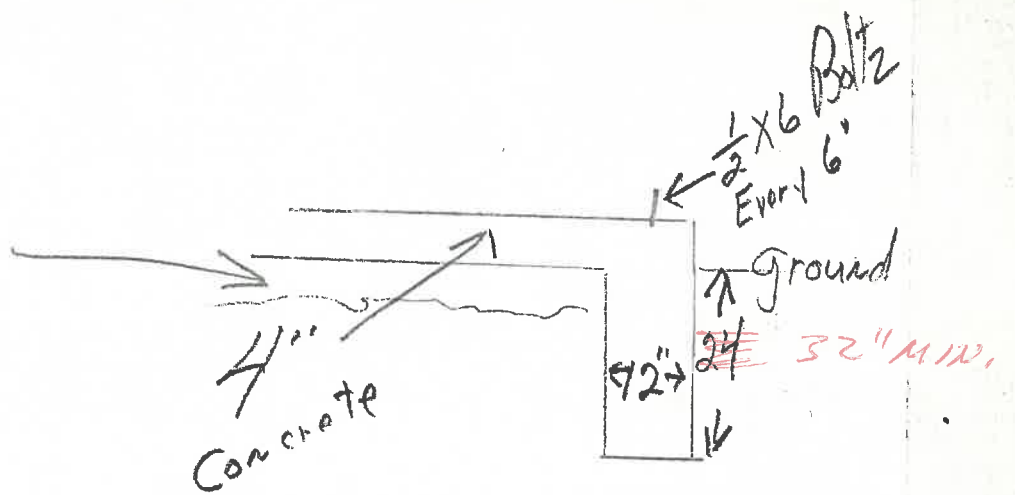 1/2 X 6 Boltz
Every 6'
Ground
4"
Concrete
12"
24
32" MIN.